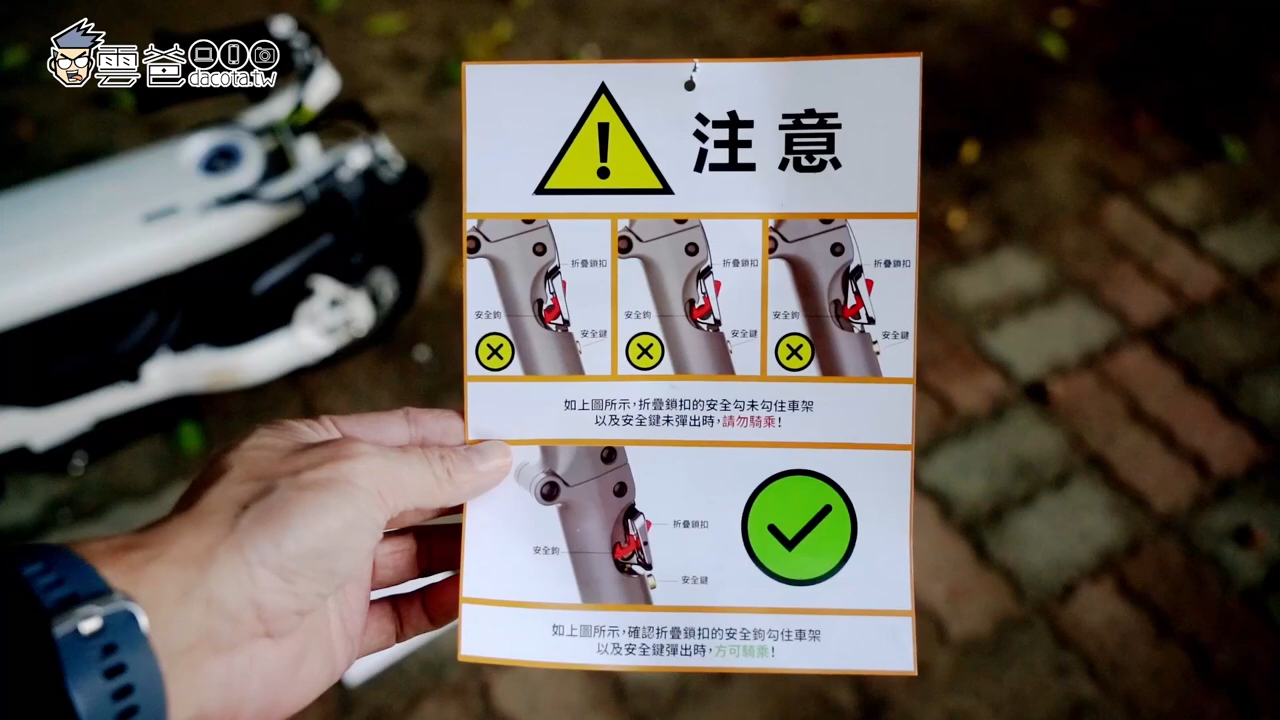 雲爸
dacota.tw
注意
折疊鎖扣
安全鉤
安全鍵
折疊鎖扣
安全鉤
安全鍵
折疊鎖扣
安全鉤
安全鍵
如上圖所示,折疊鎖扣的安全勾未勾住車架
以及安全鍵未彈出時,請勿騎乘!
折疊鎖扣
安全鉤
安全鍵
如上圖所示,確認折疊鎖扣的安全鉤勾住車架
以及安全鍵彈出時,方可騎乘!